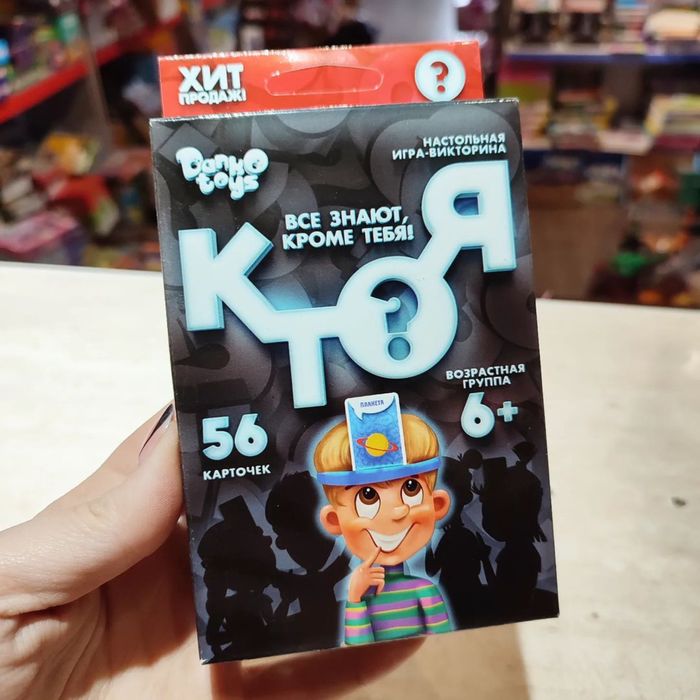 ХИТ
ПРОДАЖ!
?
Danko
toys
НАСТОЛЬНАЯ
ИГРА-ВИКТОРИНА
ВСЕ ЗНАЮТ,
КРОМЕ ТЕБЯ!
КТО Я
?
56
КАРТОЧЕК
ВОЗРАСТНАЯ
ГРУППА
6+
ПЛАНЕТА